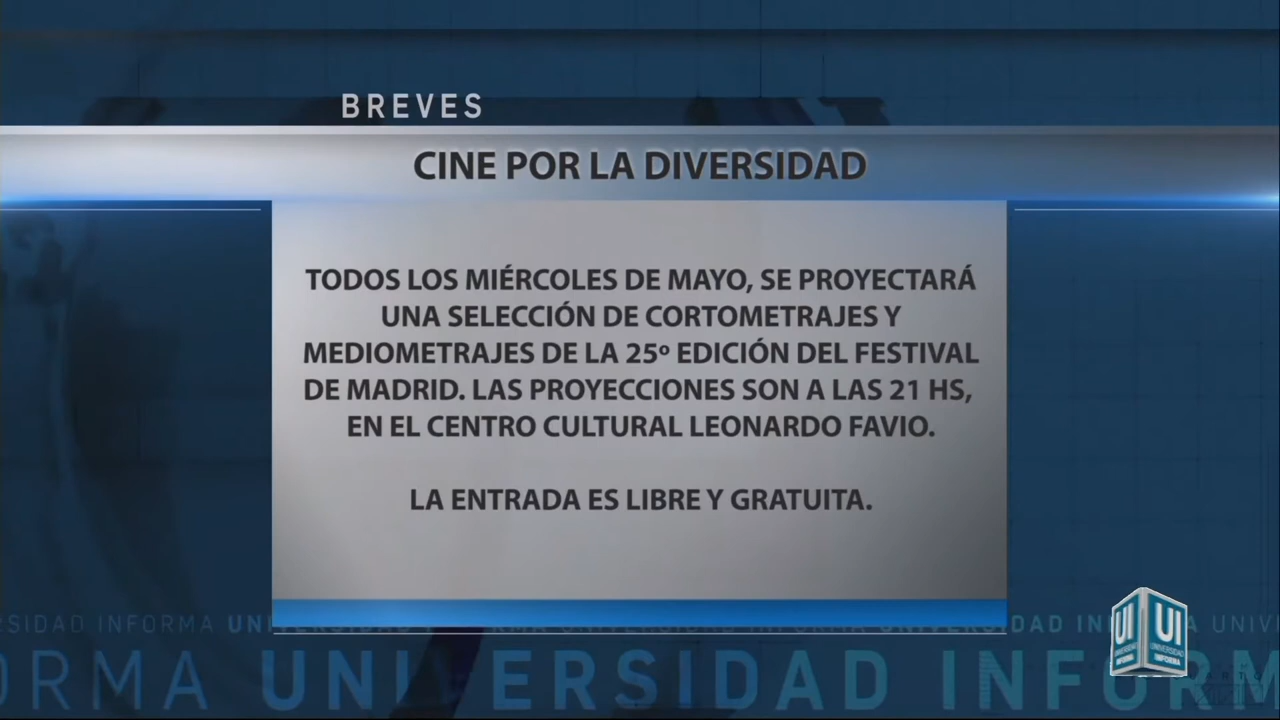 BREVES
CINE POR LA DIVERSIDAD
TODOS LOS MIÉRCOLES DE MAYO, SE PROYECTARÁ
UNA SELECCIÓN DE CORTOMETRAJES Y
MEDIOMETRAJES DE LA 25º EDICIÓN DEL FESTIVAL
DE MADRID. LAS PROYECCIONES SON A LAS 21 HS,
EN EL CENTRO CULTURAL LEONARDO FAVIO.
LA ENTRADA ES LIBRE Y GRATUITA.
UI UI
UNIVERSIDAD
INFORMA
UNIVERSIDAD INFORM